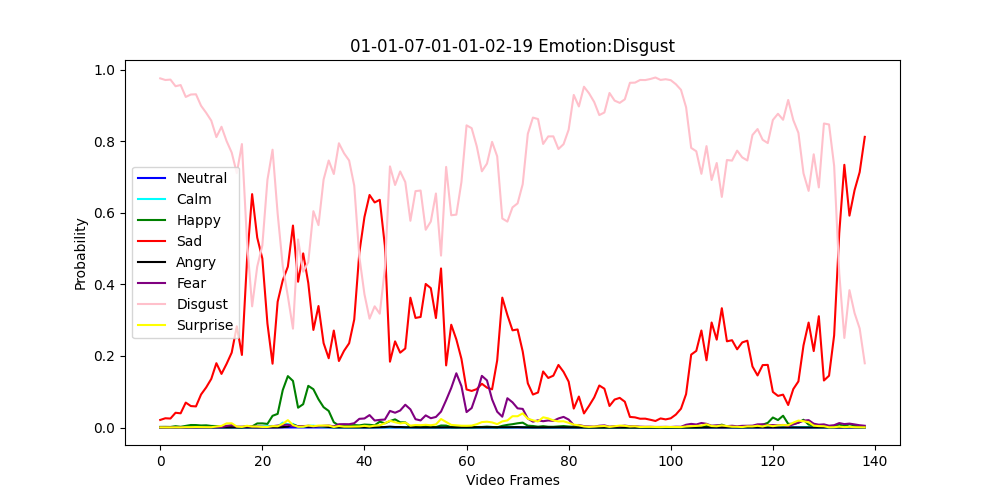 01-01-07-01-01-02-19 Emotion:Disgust
1.0
0.8
0.6
0.4
0.2
0.0
Probability
Neutral
Calm
Happy
Sad
Angry
Fear
Disgust
Surprise
0 20 40 60 80 100 120 140
Video Frames